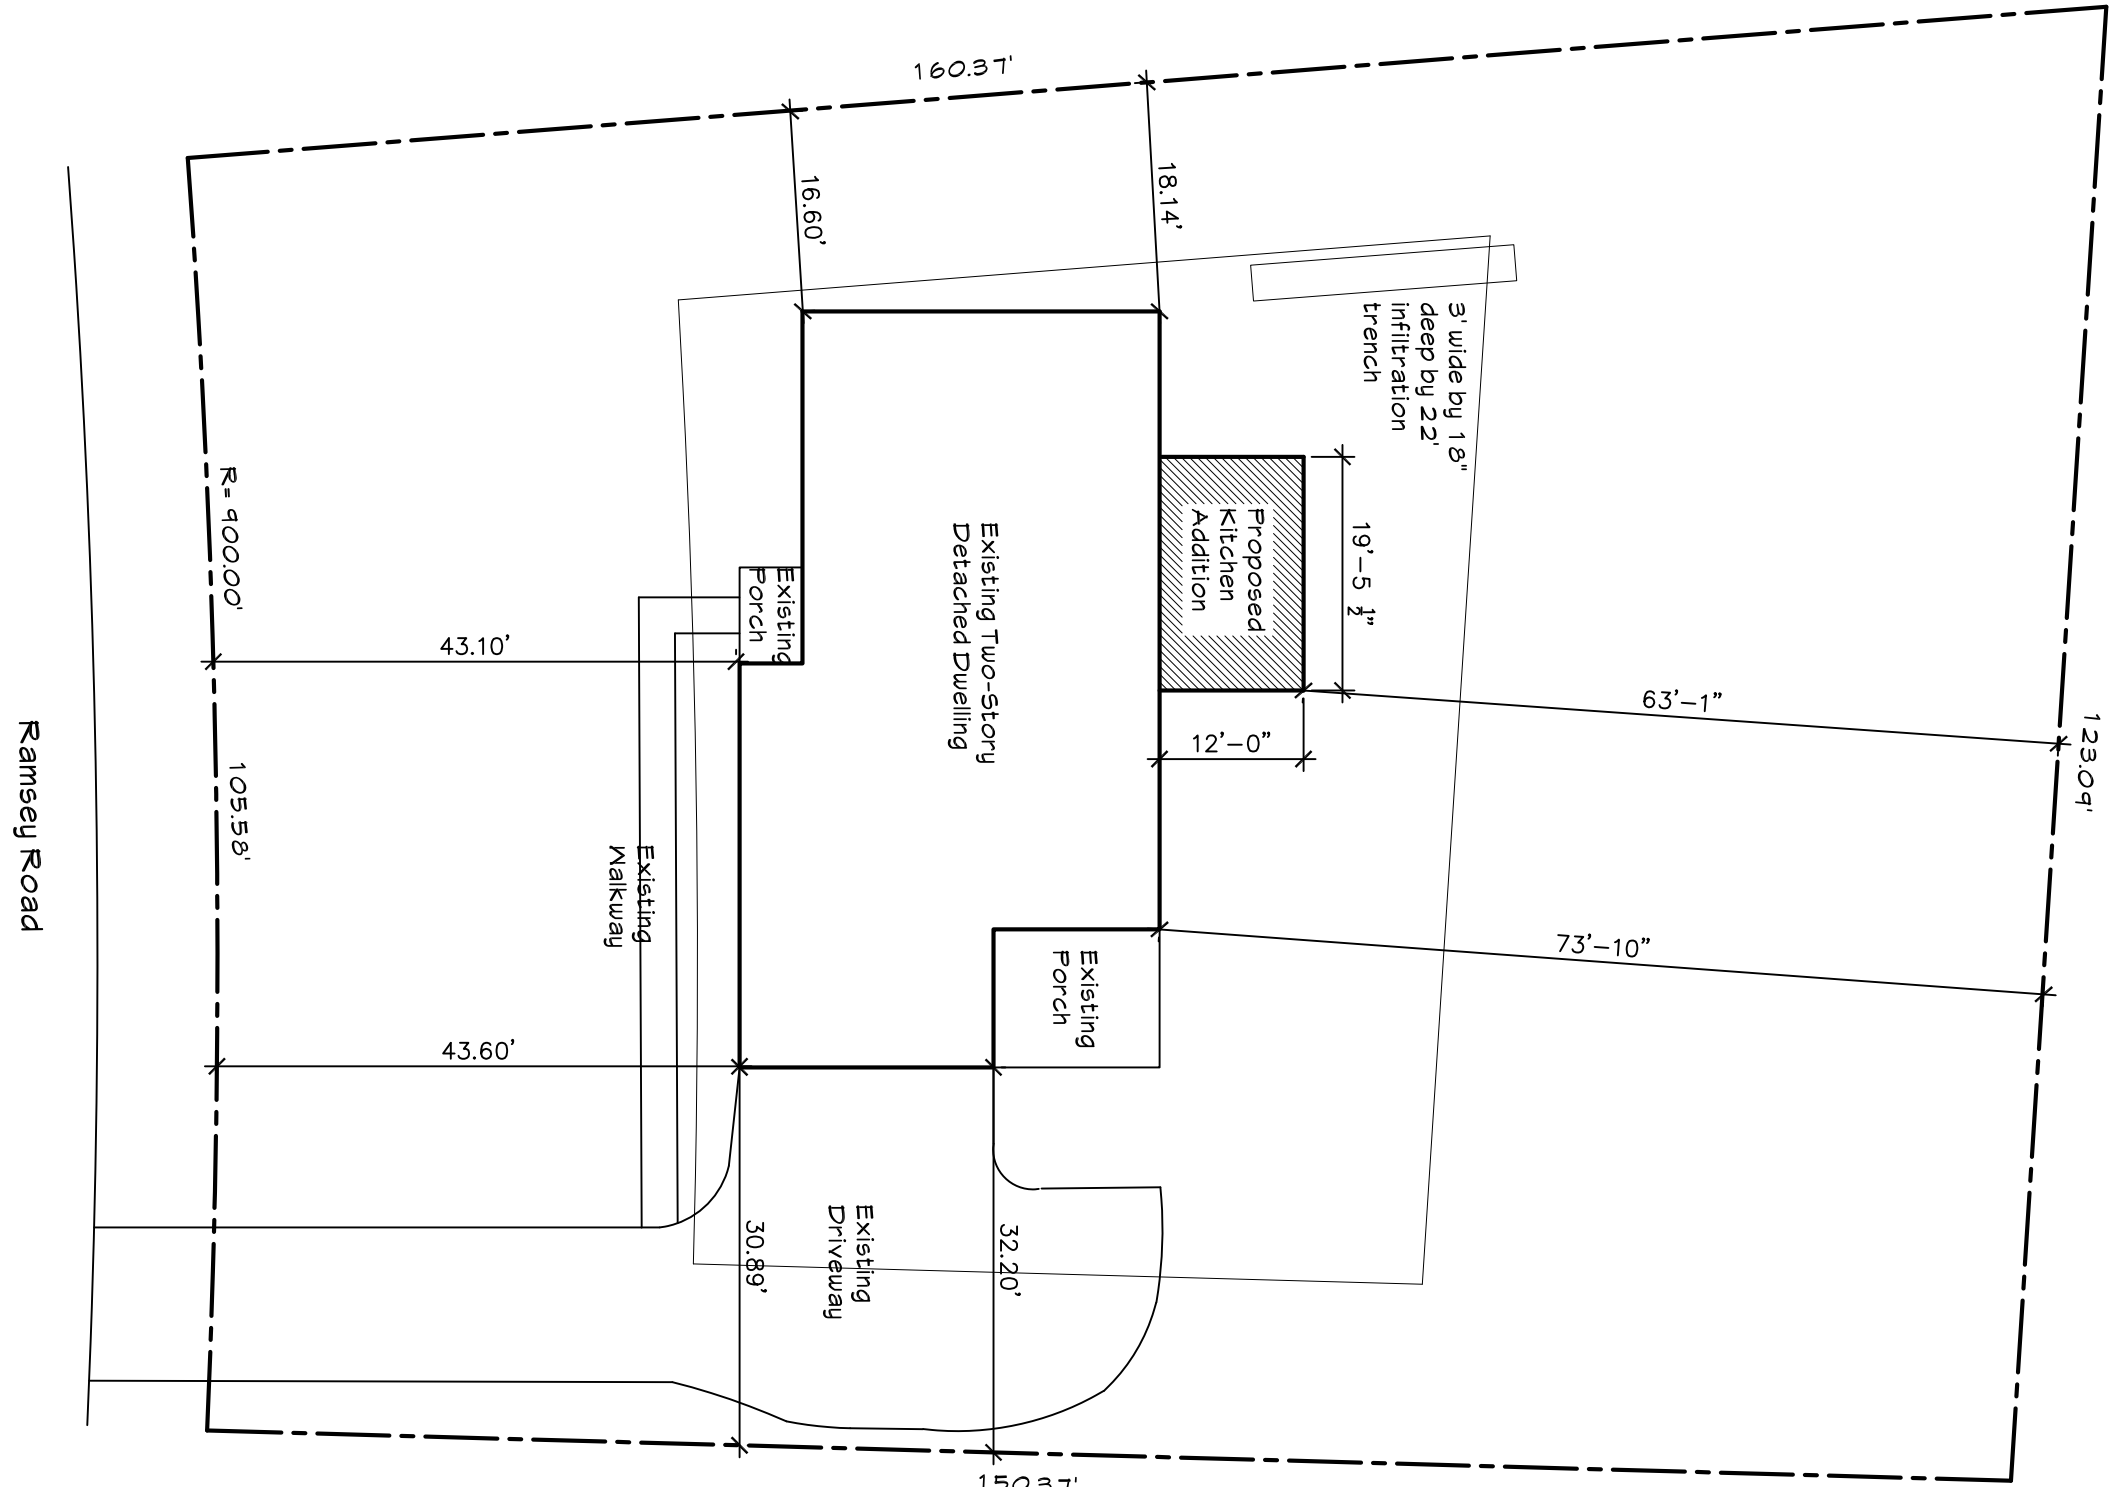 160.37'
16.60'
18.14'
3' wide by 18"
deep by 22'
infiltration
trench
R= 900.00'
Proposed
Kitchen
Addition
19'-5 1/2"
Existing Two-Story
Detached Dwelling
Existing
Porch
43.10'
63'-1"
123.09'
12'-0"
Ramsey Road
105.58'
Existing
Walkway
73'-10"
Existing
Porch
43.60'
30.89'
Existing
Driveway
32.20'
150.37'